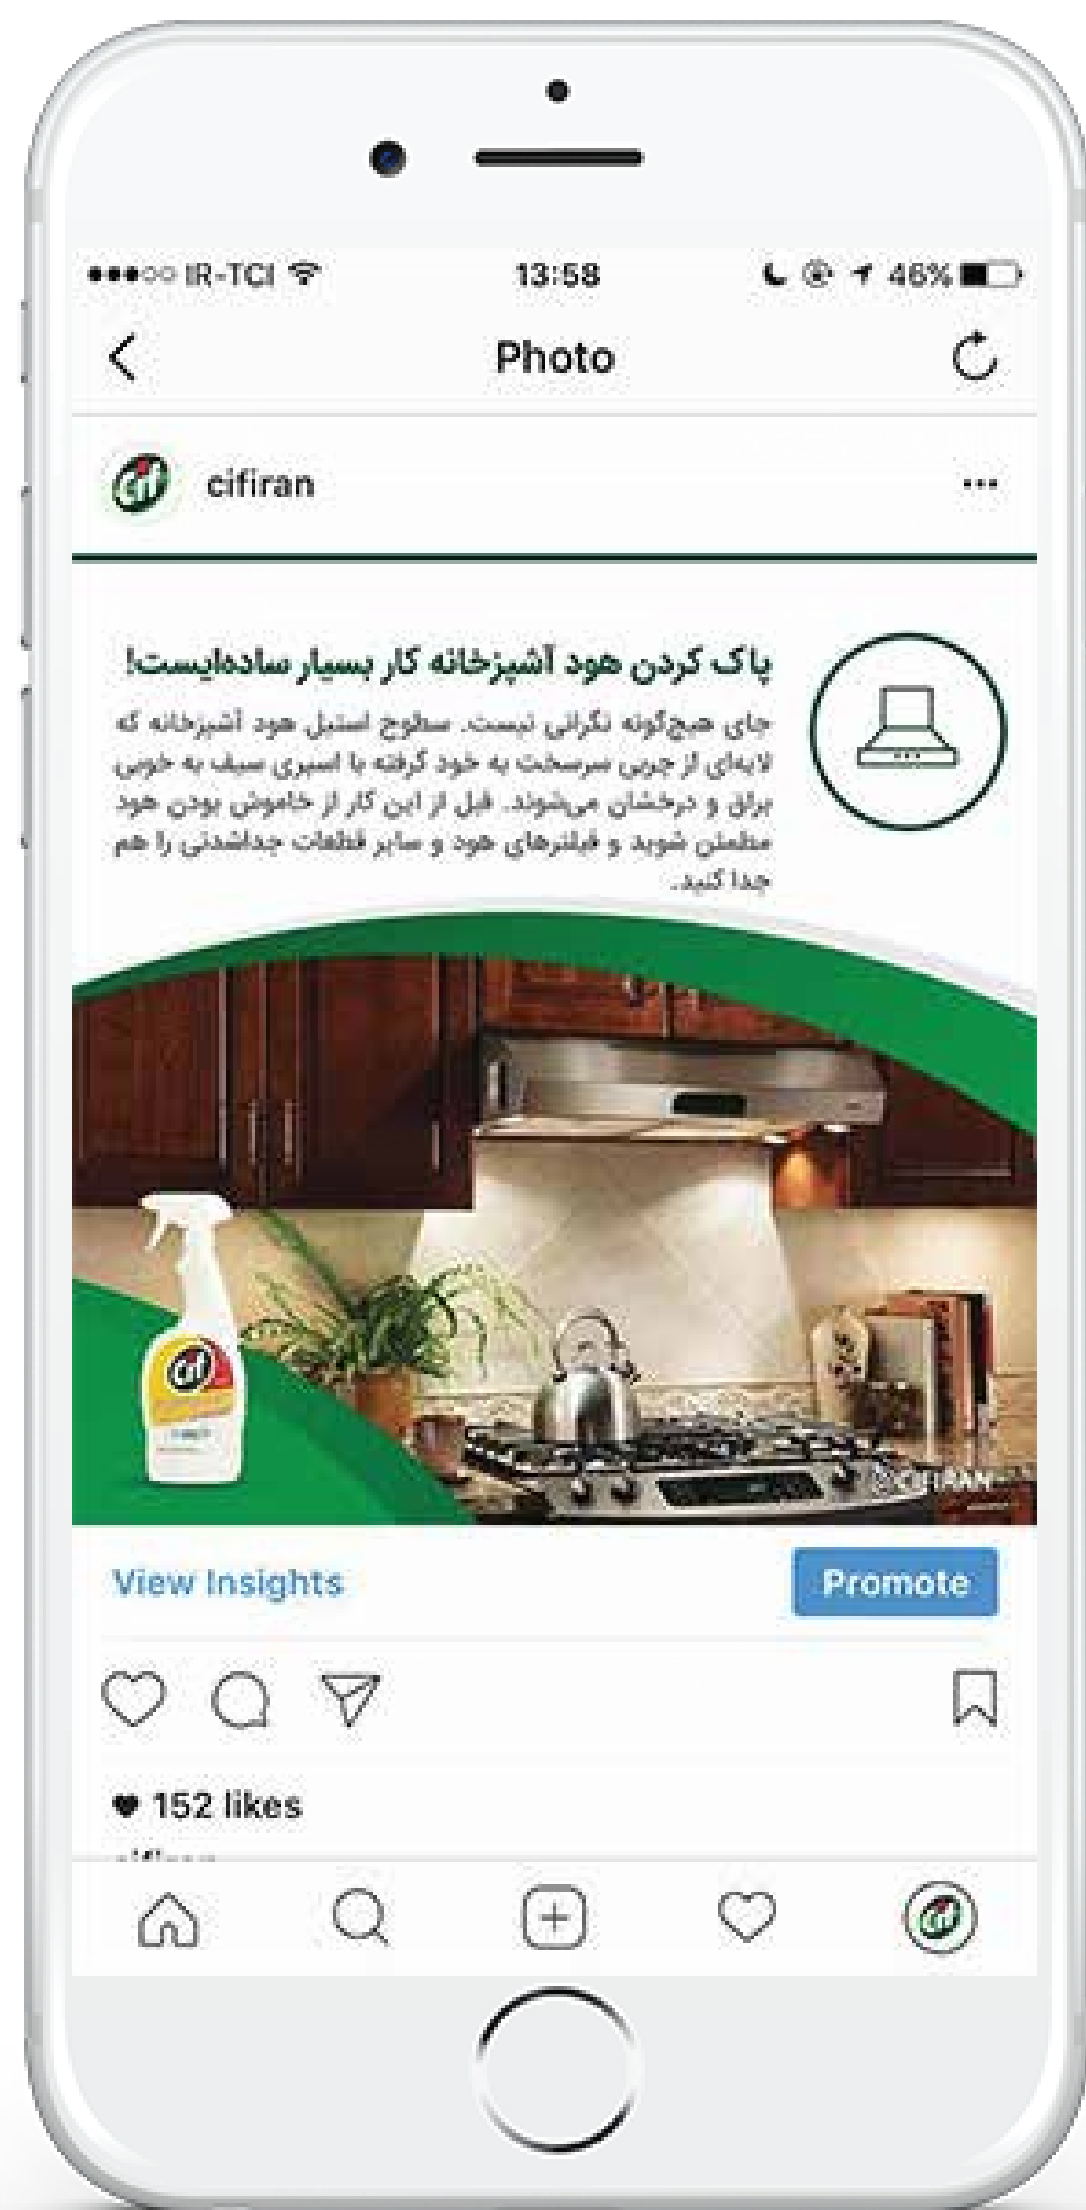 IR-TCI 13:58 46%
Photo
cif cifiran
پاک کردن هود آشپزخانه کار بسیار ساده‌ایست!
جای هیچ‌گونه نگرانی نیست. سطوح استیل هود آشپزخانه که
لایه‌ای از چربی سرسخت به خود گرفته با اسپری سیف به خوبی
براق و درخشان می‌شوند. قبل از این کار از خاموش بودن هود
مطمئن شوید و فیلترهای هود و سایر قطعات جداشدنی را هم
جدا کنید.
cif
CIFIRAN
View Insights Promote
152 likes
cif